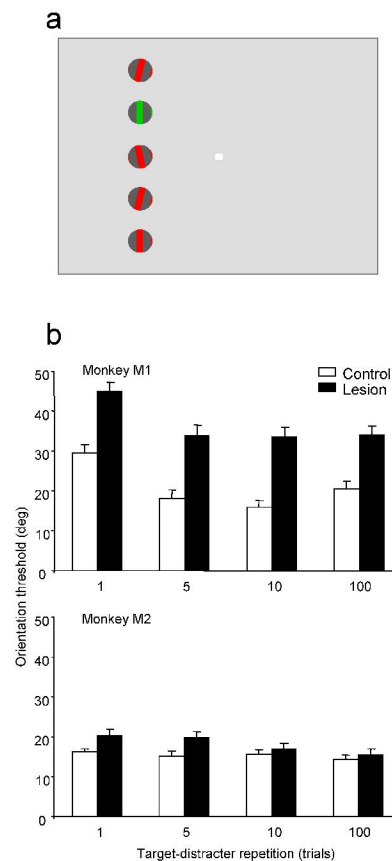 a
b
Monkey M1
Control
Lesion
50
40
30
20
10
0
1 5 10 100
Monkey M2
50
40
30
20
10
0
1 5 10 100
Orientation threshold (deg)
Target-distracter repetition (trials)